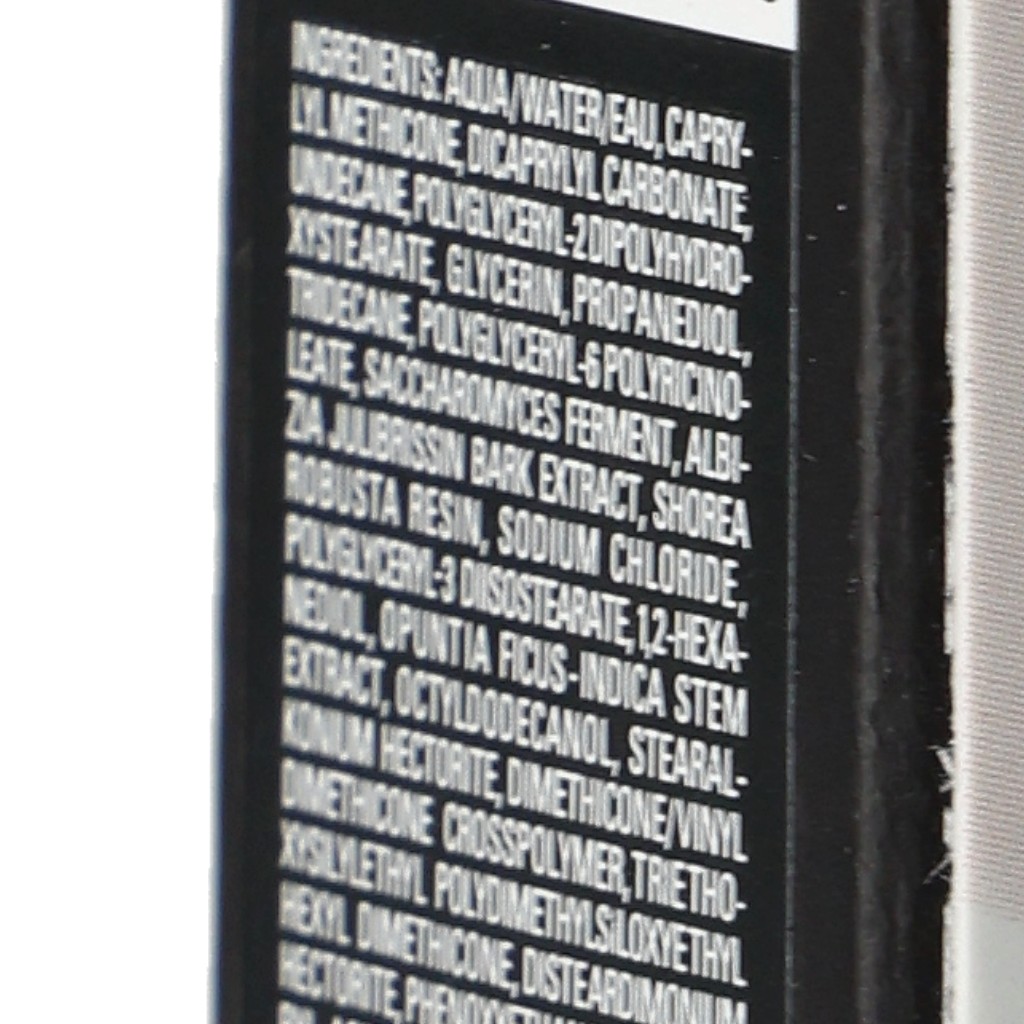 INGREDIENTS: AQUA/WATER/EAU, CAPRY-
LYL METHICONE, DICAPRYLYL CARBONATE,
UNDECANE, POLYGLYCERYL-2 DIPOLYHYDRO-
XYSTEARATE, GLYCERIN, PROPANEDIOL,
TRIDECANE, POLYGLYCERYL-6 POLYRICINO-
LEATE, SACCHAROMYCES FERMENT, ALBI-
ZIA JULIBRISSIN BARK EXTRACT, SHOREA
ROBUSTA RESIN, SODIUM CHLORIDE,
POLYGLYCERYL-3 DIISOSTEARATE, 1,2-HEXA-
NEDIOL, OPUNTIA FICUS-INDICA STEM
EXTRACT, OCTYLDODECANOL, STEARAL-
KONIUM HECTORITE, DIMETHICONE/VINYL
DIMETHICONE CROSSPOLYMER, TRIETHO-
XYSILYLETHYL POLYDIMETHYLSILOXYETHYL
HEXYL DIMETHICONE, DISTEARDIMONIUM
HECTORITE,